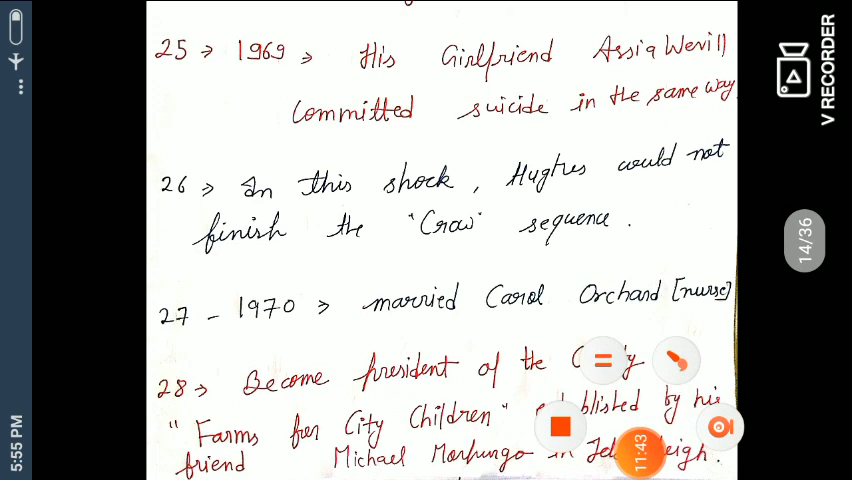 25 > 1969 > His Girlfriend Assia Wevill
Committed suicide in the same way
26 > In this shock, Hughes could not
finish the "Crow" sequence.
27 - 1970 > married Carol Orchard [nurse]
28 > Become president of the
"Farms for City Children" established by his
friend Michael Morpungo in
5:55 PM
V RECORDER
14/36
11:43